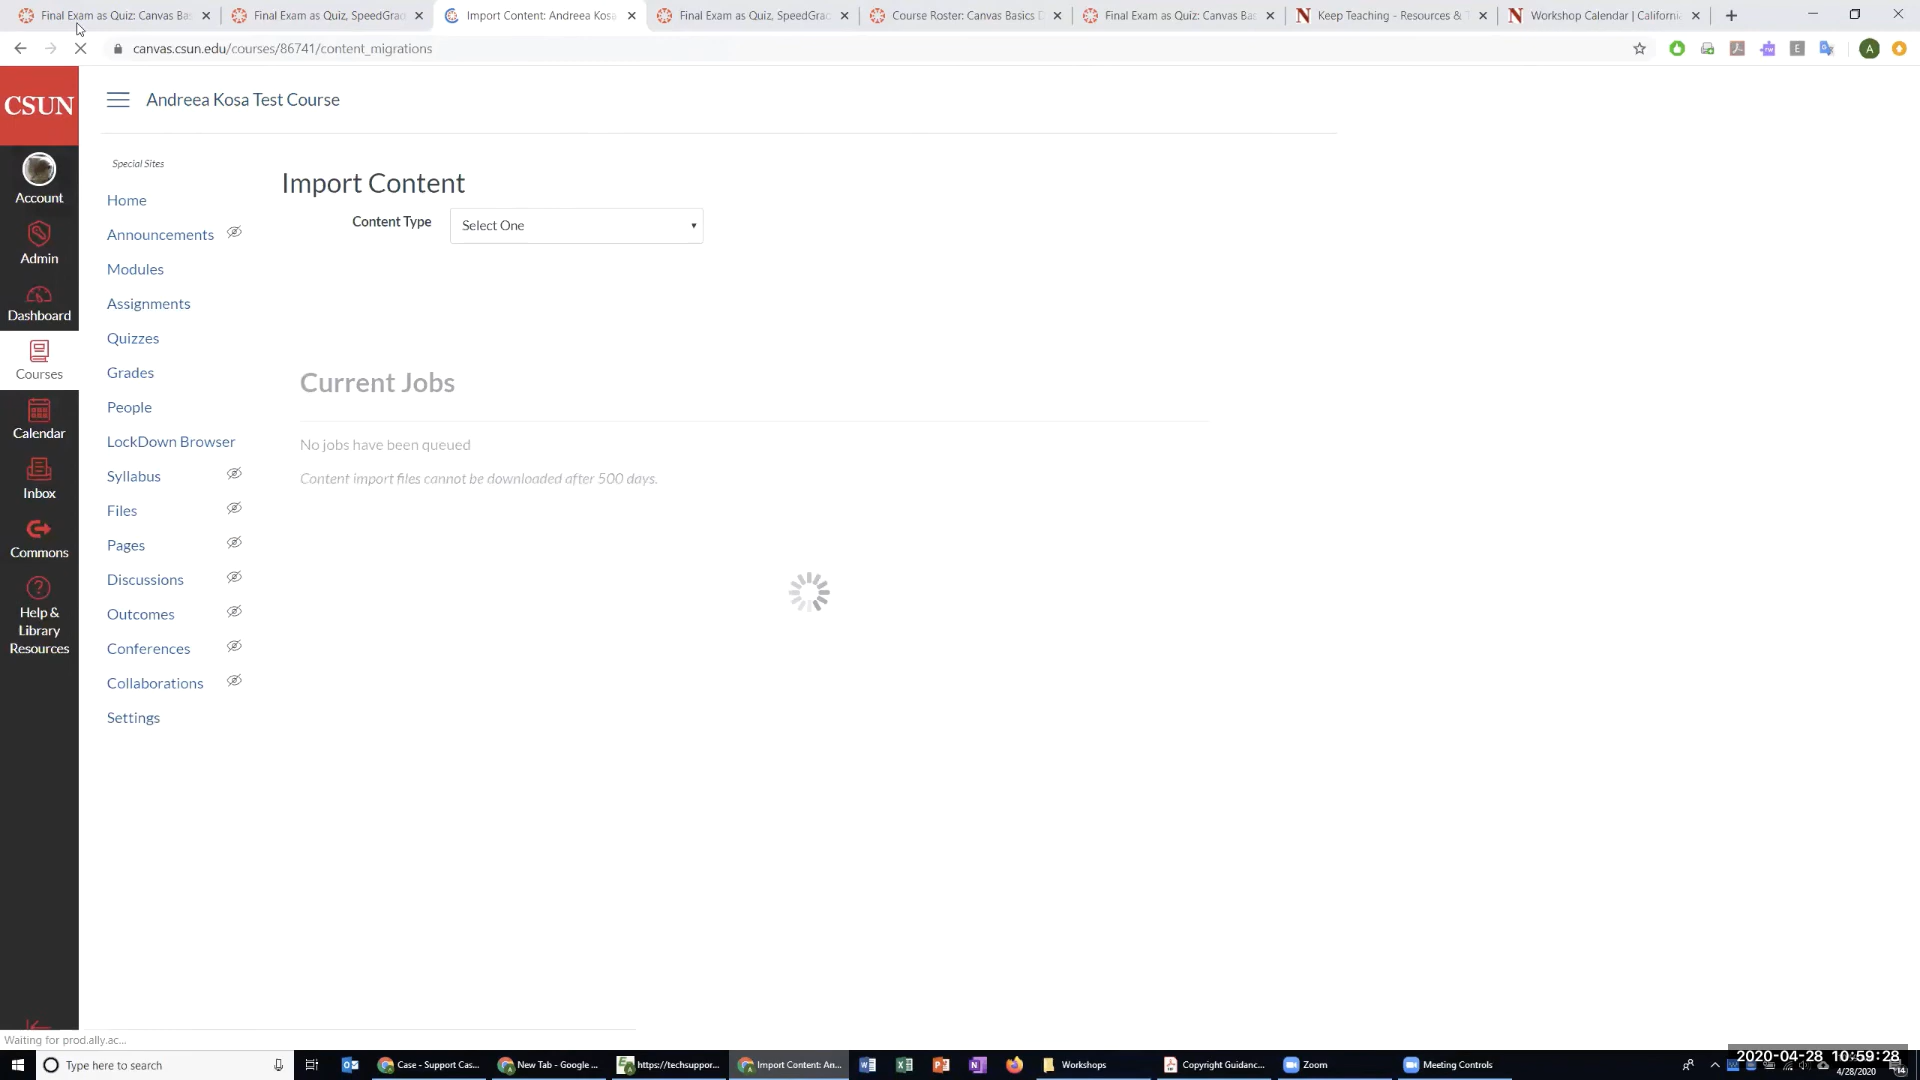 Final Exam as Quiz: Canvas Bas
Final Exam as Quiz, SpeedGrad
Import Content: Andreea Kosa
Final Exam as Quiz, SpeedGrad
Course Roster: Canvas Basics D
Final Exam as Quiz: Canvas Bas
Keep Teaching - Resources & T
Workshop Calendar | Californi
canvas.csun.edu/courses/86741/content_migrations
A
CSUN
Andreea Kosa Test Course
Account
Admin
Dashboard
Courses
Calendar
Inbox
Commons
Help &
Library
Resources
Special Sites
Home
Announcements
Modules
Assignments
Quizzes
Grades
People
LockDown Browser
Syllabus
Files
Pages
Discussions
Outcomes
Conferences
Collaborations
Settings
Import Content
Content Type
Select One
Current Jobs
No jobs have been queued
Content import files cannot be downloaded after 500 days.
Waiting for prod.ally.ac...
Type here to search
Case - Support Cas...
New Tab - Google ...
https://techsuppor...
Import Content: An...
Workshops
Copyright Guidanc...
Zoom
Meeting Controls
2020-04-28 10:59:28
4/28/2020